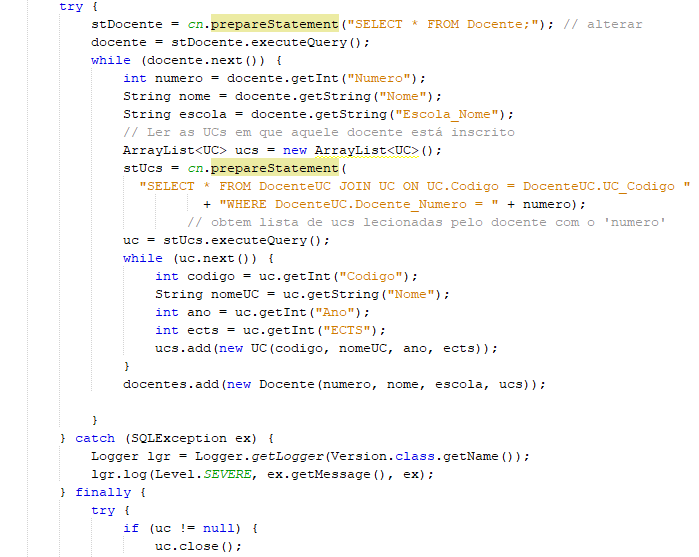 try {
stDocente = cn.prepareStatement("SELECT * FROM Docente;"); // alterar
docente = stDocente.executeQuery();
while (docente.next()) {
int numero = docente.getInt("Numero");
String nome = docente.getString("Nome");
String escola = docente.getString("Escola_Nome");
// Ler as UCs em que aquele docente está inscrito
ArrayList<UC> ucs = new ArrayList<UC>();
stUcs = cn.prepareStatement(
"SELECT * FROM DocenteUC JOIN UC ON UC.Codigo = DocenteUC.UC_Codigo "
+ "WHERE DocenteUC.Docente_Numero = " + numero);
// obtem lista de ucs lecionadas pelo docente com o 'numero'
uc = stUcs.executeQuery();
while (uc.next()) {
int codigo = uc.getInt("Codigo");
String nomeUC = uc.getString("Nome");
int ano = uc.getInt("Ano");
int ects = uc.getInt("ECTS");
ucs.add(new UC(codigo, nomeUC, ano, ects));
}
docentes.add(new Docente(numero, nome, escola, ucs));
}
} catch (SQLException ex) {
Logger lgr = Logger.getLogger(Version.class.getName());
lgr.log(Level.SEVERE, ex.getMessage(), ex);
} finally {
try {
if (uc != null) {
uc.close();